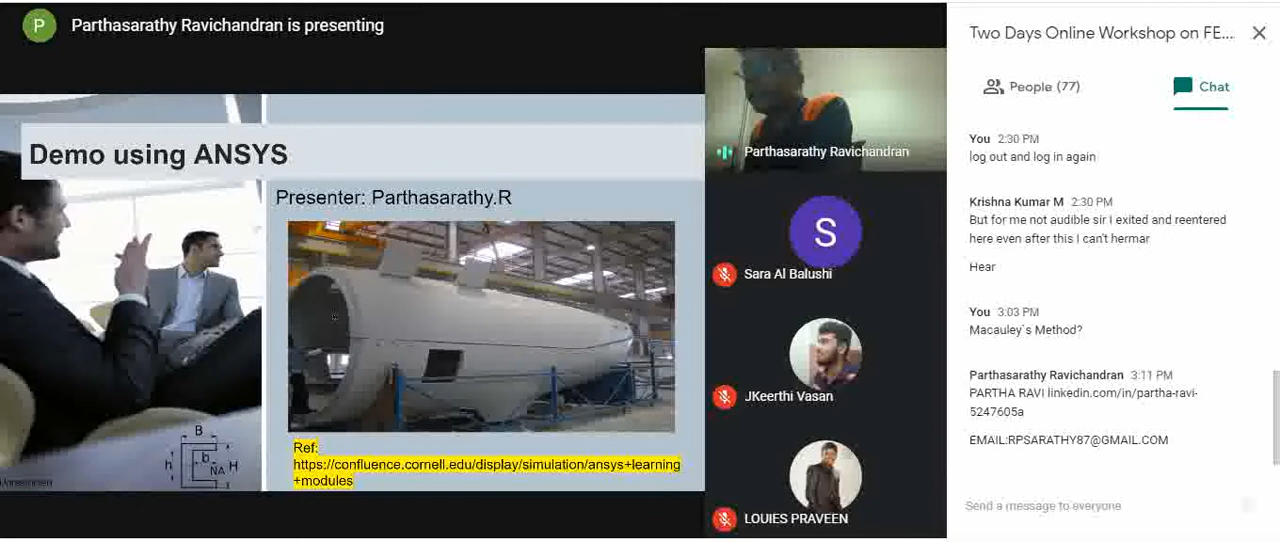 P
Parthasarathy Ravichandran is presenting
Demo using ANSYS
Presenter: Parthasarathy.R
B
h
b
NA
H
Ref:
https://confluence.cornell.edu/display/simulation/ansys+learning
+modules
Parthasarathy Ravichandran
S
Sara Al Balushi
JKeerthi Vasan
LOUIES PRAVEEN
Two Days Online Workshop on FE....
People (77)
Chat
You 2:30 PM
log out and log in again
Krishna Kumar M 2:30 PM
But for me not audible sir I exited and reentered
here even after this I can't hermar
Hear
You 3:03 PM
Macauley`s Method?
Parthasarathy Ravichandran 3:11 PM
PARTHA RAVI linkedin.com/in/partha-ravi-
5247605a
EMAIL:RPSARATHY87@GMAIL.COM
Send a message to everyone